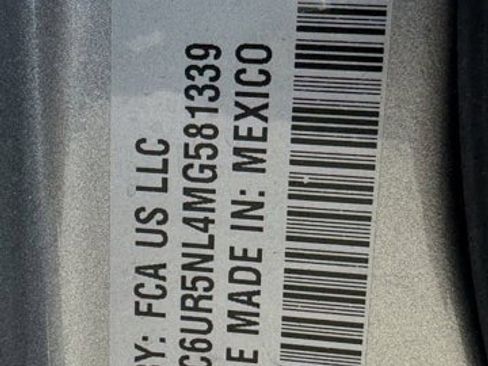 BY: FCA US LLC
C6UR5NL4MG581339
E MADE IN: MEXICO